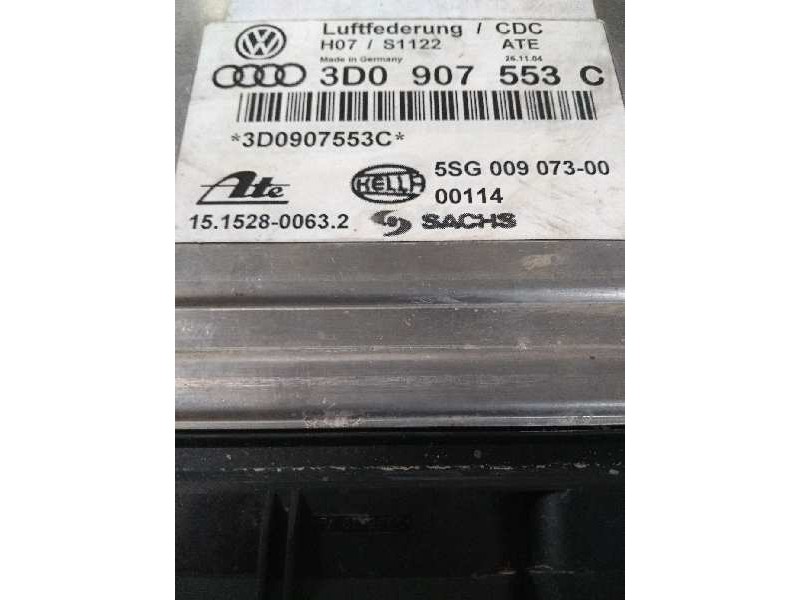 Luftfederung / CDC
H07 / S1122 ATE
Made in Germany 26.11.04
3D0 907 553 C
*3D0907553C*
Ate
HELLA
5SG 009 073-00
00114
15.1528-0063.2
SACHS